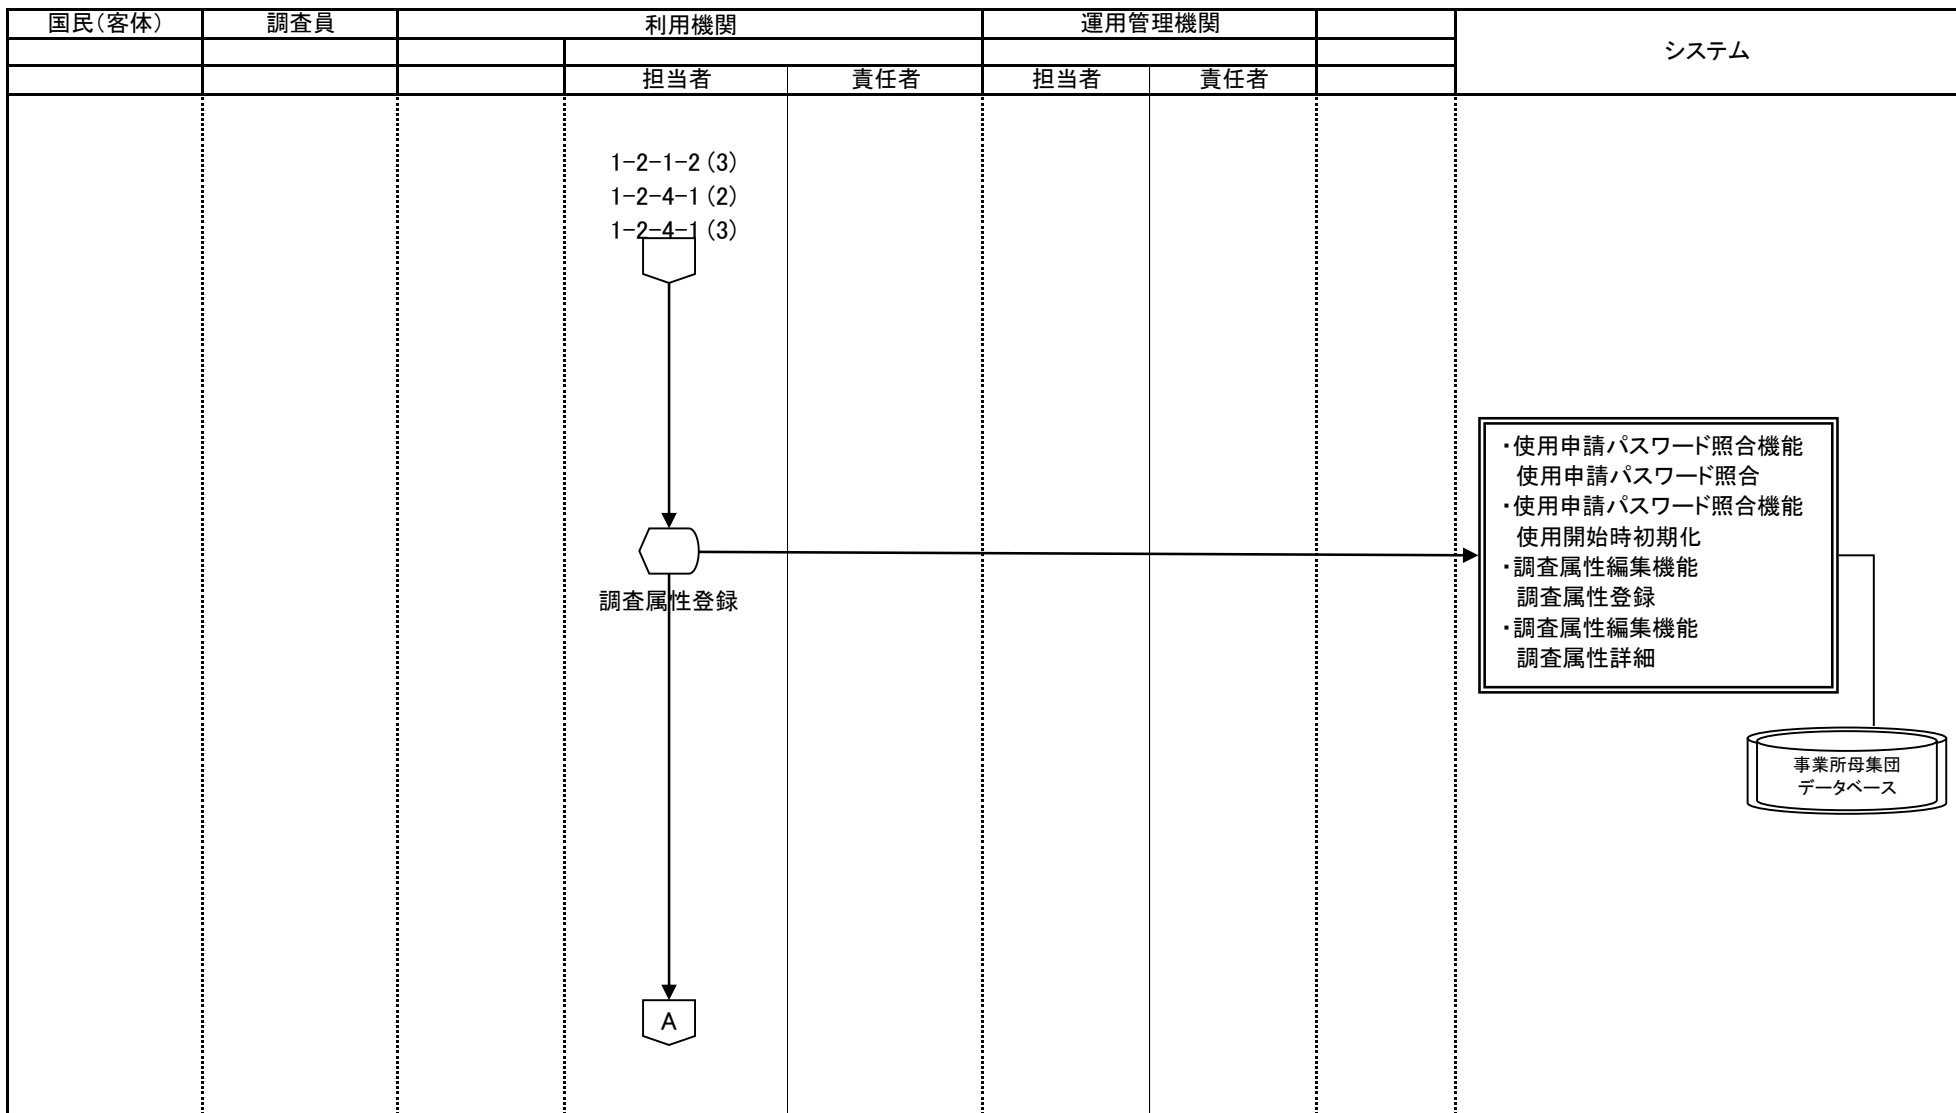 国民(客体)
調査員
利用機関
運用管理機関
システム
担当者
責任者
担当者
責任者
1-2-1-2(3)
1-2-4-1(2)
1-2-4-1(3)
・使用申請パスワード照合機能
使用申請パスワード照合
・使用申請パスワード照合機能
使用開始時初期化
・調査属性編集機能
調査属性登録
・調査属性編集機能
調査属性詳細
調査属性登録
事業所母集団
データベース
A